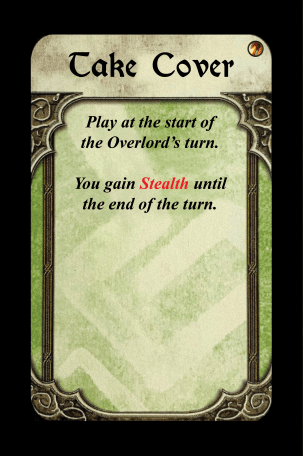 Take Cover
Play at the start of
the Overlord's turn.
You gain Stealth until
the end of the turn.